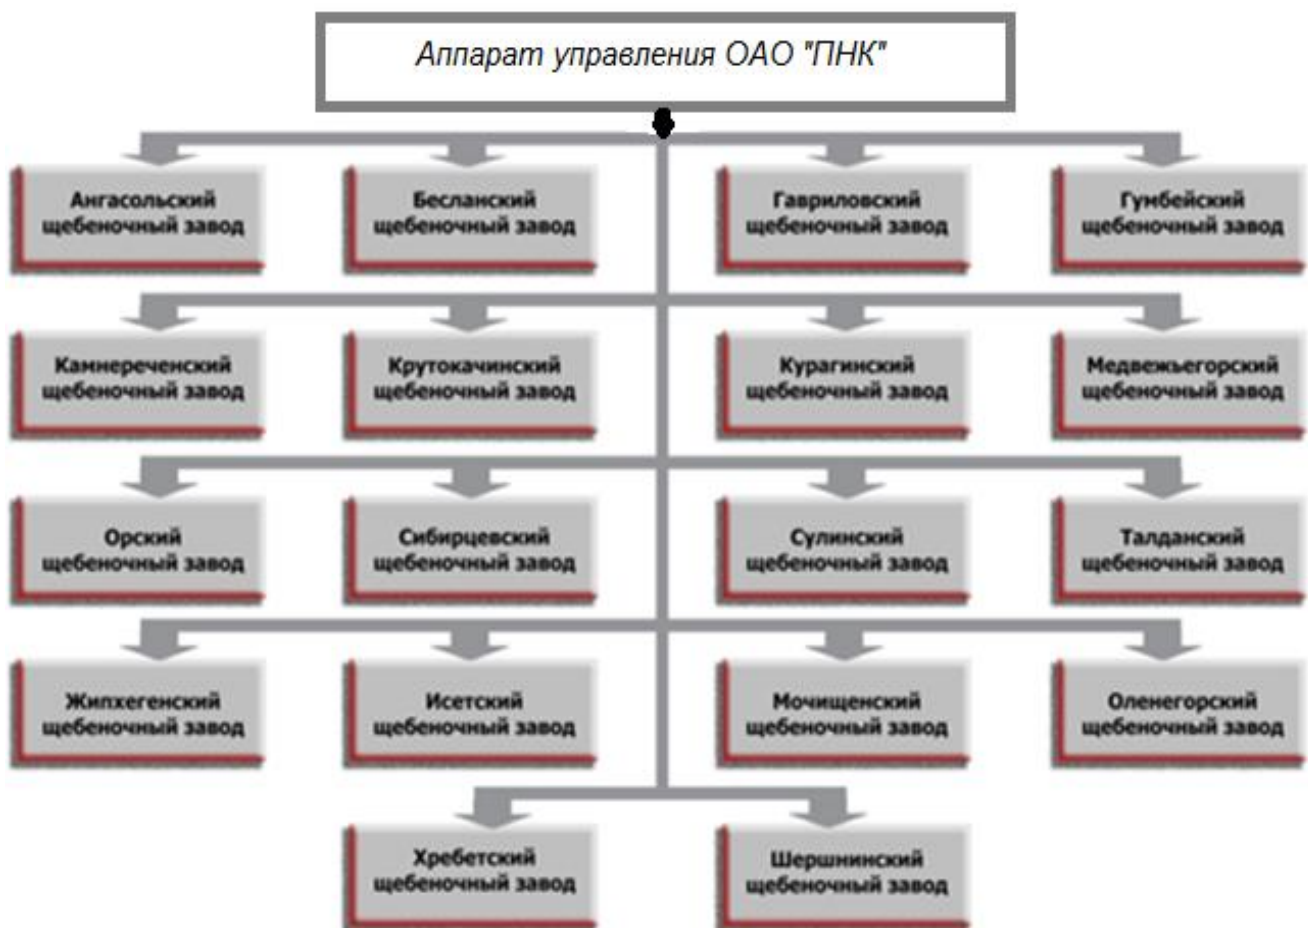 Аппарат управления ОАО "ПНК"
Ангасольский
щебеночный завод
Бесланский
щебеночный завод
Гавриловский
щебеночный завод
Гумбейский
щебеночный завод
Камнереченский
щебеночный завод
Крутокачинский
щебеночный завод
Курагинский
щебеночный завод
Медвежьегорский
щебеночный завод
Орский
щебеночный завод
Сибирцевский
щебеночный завод
Сулинский
щебеночный завод
Талданский
щебеночный завод
Жипхегенский
щебеночный завод
Исетский
щебеночный завод
Мочищенский
щебеночный завод
Оленегорский
щебеночный завод
Хребетский
щебеночный завод
Шершнинский
щебеночный завод